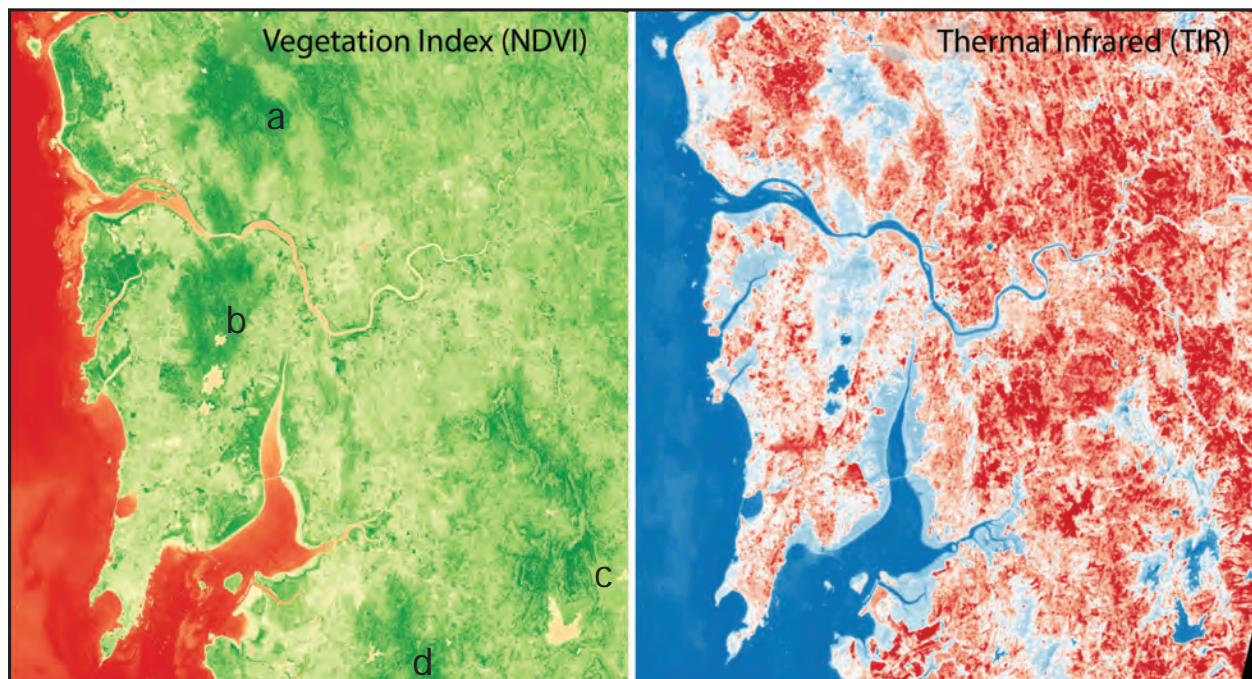 Vegetation Index (NDVI)
Thermal Infrared (TIR)
a
b
c
d